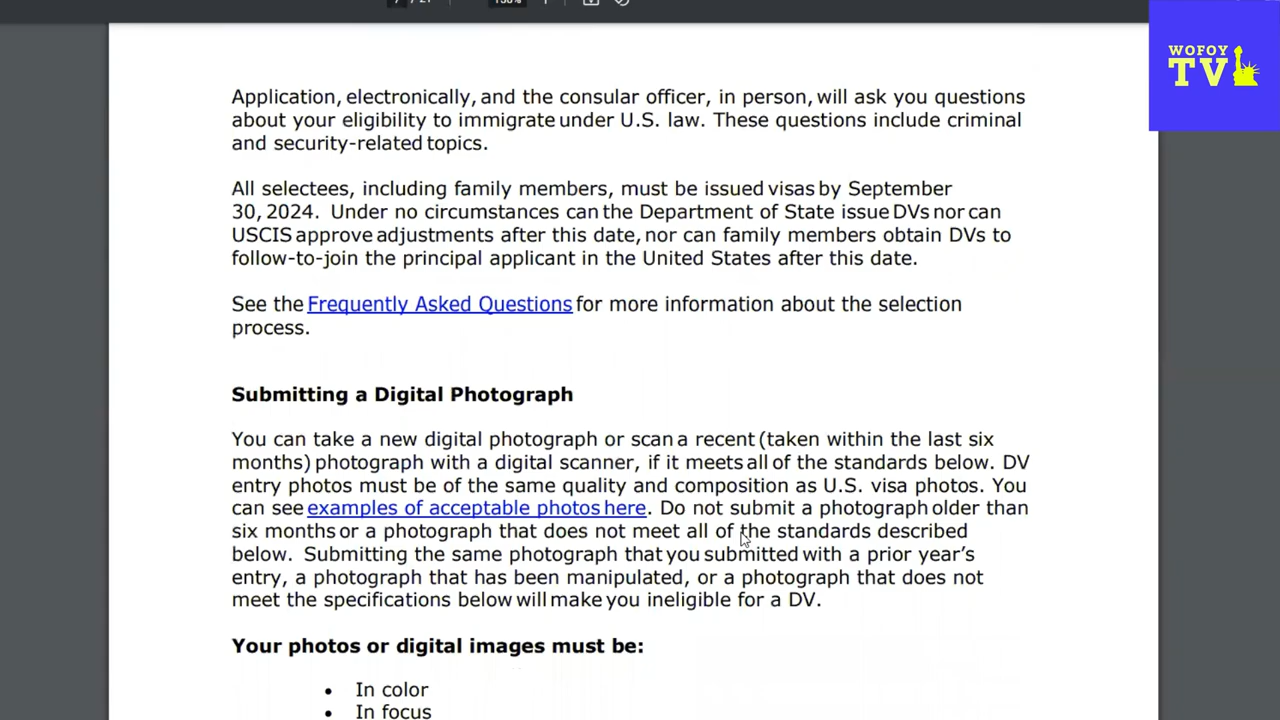 WOFOY
TV
Application, electronically, and the consular officer, in person, will ask you questions
about your eligibility to immigrate under U.S. law. These questions include criminal
and security-related topics.
All selectees, including family members, must be issued visas by September
30, 2024. Under no circumstances can the Department of State issue DVs nor can
USCIS approve adjustments after this date, nor can family members obtain DVs to
follow-to-join the principal applicant in the United States after this date.
See the Frequently Asked Questions for more information about the selection
process.
Submitting a Digital Photograph
You can take a new digital photograph or scan a recent (taken within the last six
months) photograph with a digital scanner, if it meets all of the standards below. DV
entry photos must be of the same quality and composition as U.S. visa photos. You
can see examples of acceptable photos here. Do not submit a photograph older than
six months or a photograph that does not meet all of the standards described
below. Submitting the same photograph that you submitted with a prior year's
entry, a photograph that has been manipulated, or a photograph that does not
meet the specifications below will make you ineligible for a DV.
Your photos or digital images must be:
• In color
• In focus